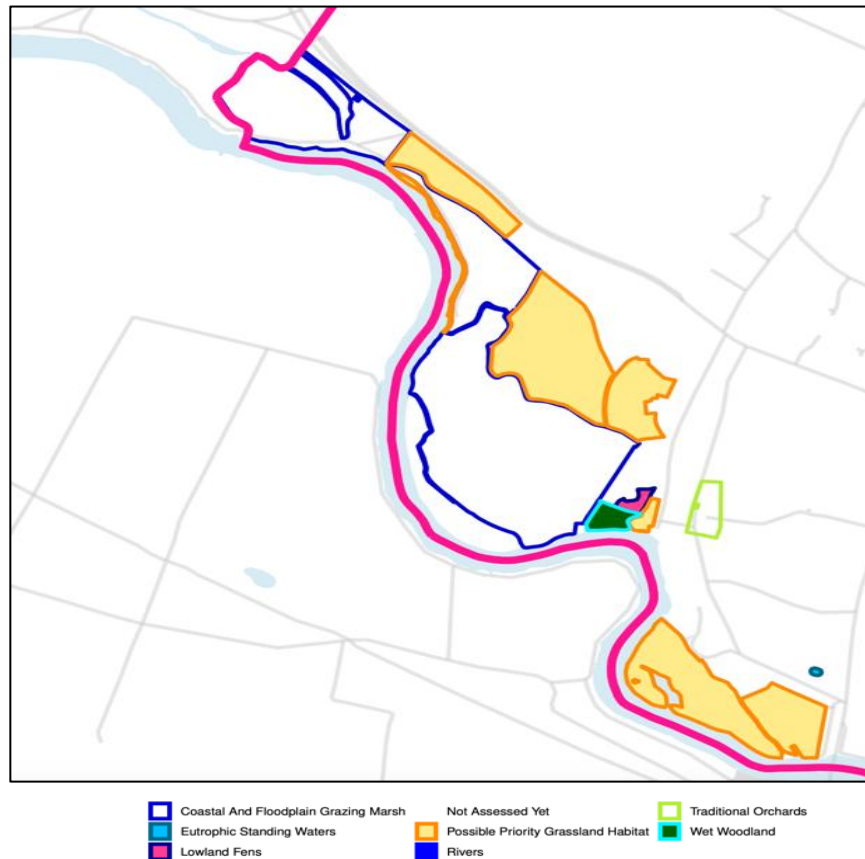 Coastal And Floodplain Grazing Marsh Not Assessed Yet Traditional Orchards
Eutrophic Standing Waters Possible Priority Grassland Habitat Wet Woodland
Lowland Fens Rivers